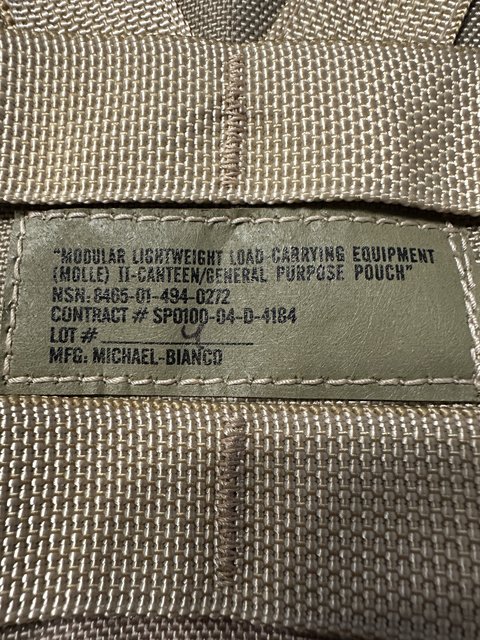 "MODULAR LIGHTWEIGHT LOAD-CARRYING EQUIPMENT
(MOLLE) II-CANTEEN/GENERAL PURPOSE POUCH"
NSN: 8465-01-494-0272
CONTRACT # SPO100-04-D-4184
LOT # 4
MFG: MICHAEL-BIANCO